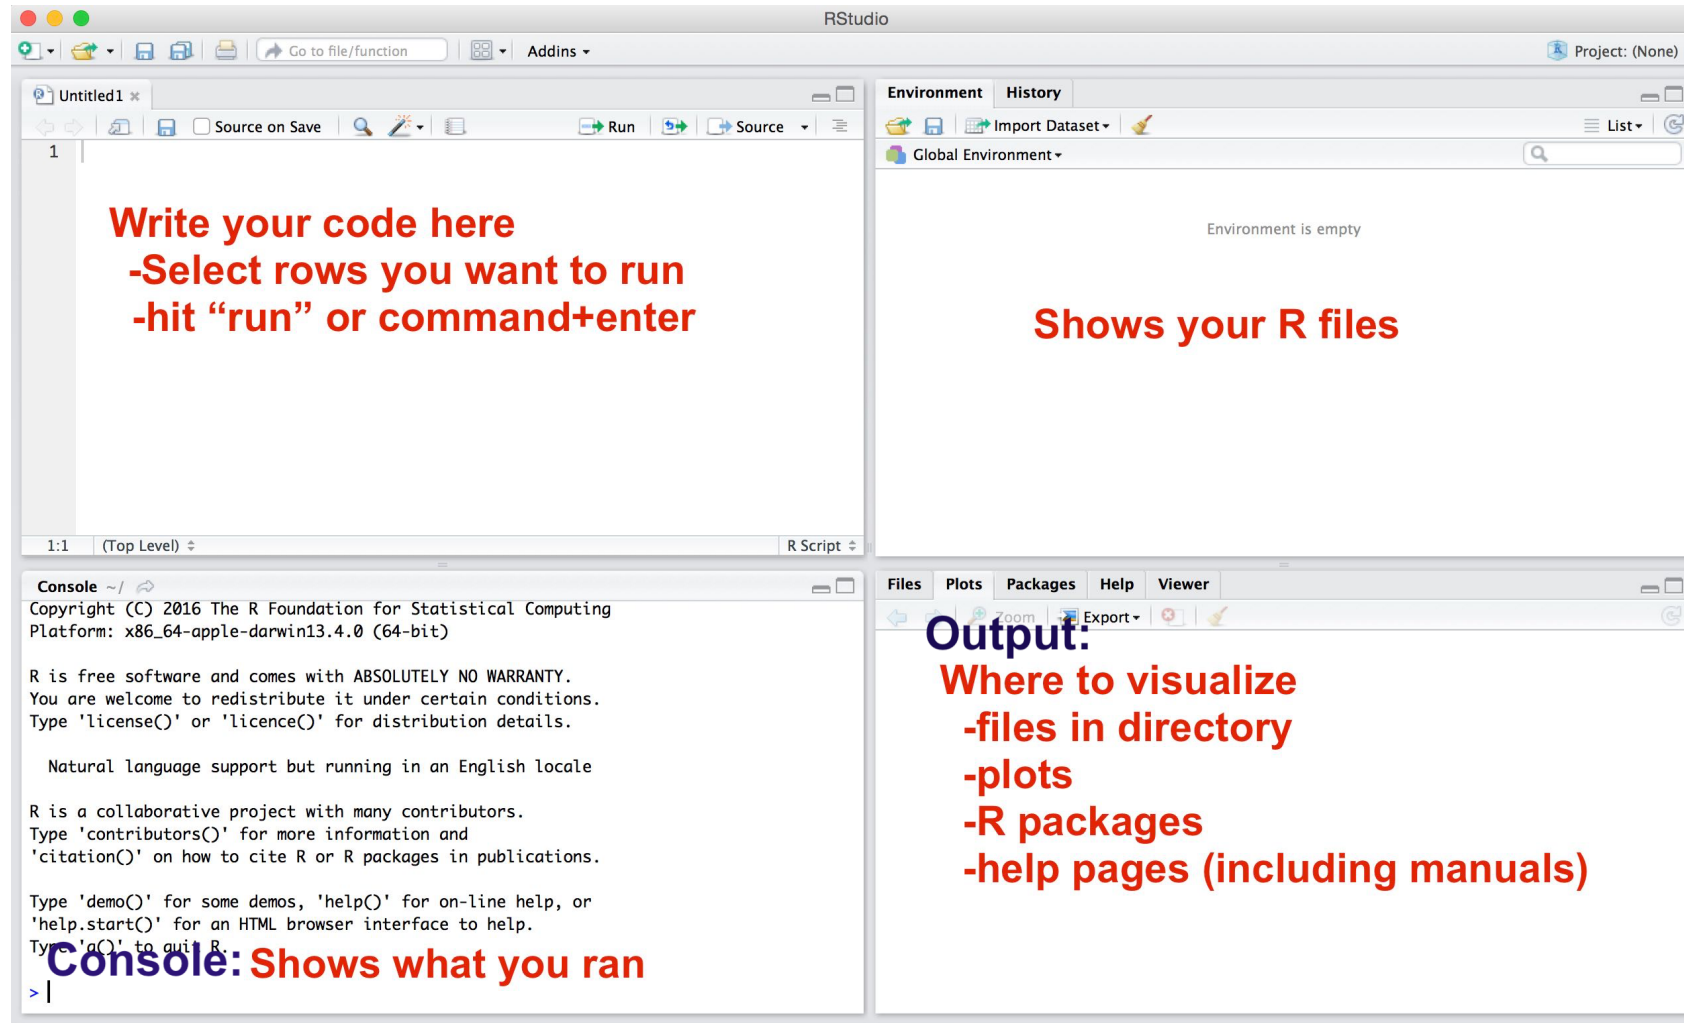 RStudio
Go to file/function
Addins
Project: (None)
Untitled1
Source on Save
Run
Source
1
Write your code here
-Select rows you want to run
-hit “run” or command+enter
1:1 (Top Level)
R Script
Environment History
Import Dataset
List
Global Environment
Environment is empty
Shows your R files
Console ~/
Copyright (C) 2016 The R Foundation for Statistical Computing
Platform: x86_64-apple-darwin13.4.0 (64-bit)
R is free software and comes with ABSOLUTELY NO WARRANTY.
You are welcome to redistribute it under certain conditions.
Type 'license()' or 'licence()' for distribution details.
Natural language support but running in an English locale
R is a collaborative project with many contributors.
Type 'contributors()' for more information and
'citation()' on how to cite R or R packages in publications.
Type 'demo()' for some demos, 'help()' for on-line help, or
'help.start()' for an HTML browser interface to help.
Type 'q()' to quit R.
Console: Shows what you ran
>
Files Plots Packages Help Viewer
Zoom Export
Output:
Where to visualize
-files in directory
-plots
-R packages
-help pages (including manuals)